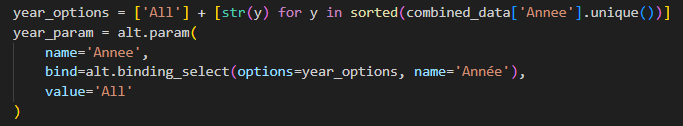 year_options = ['All'] + [str(y) for y in sorted(combined_data['Annee'].unique())]
year_param = alt.param(
    name='Annee',
    bind=alt.binding_select(options=year_options, name='Année'),
    value='All'
)